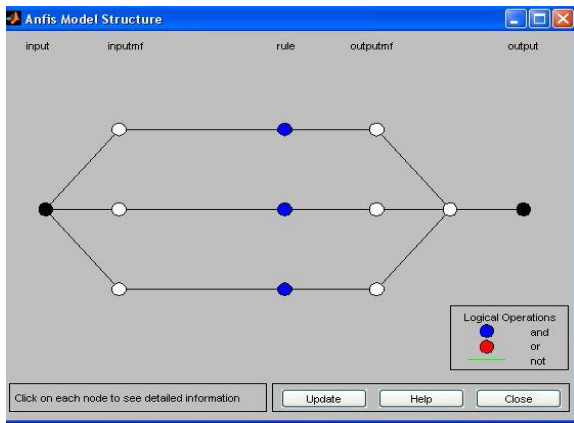 Anfis Model Structure
input inputmf rule outputmf output
Logical Operations
and
or
not
Click on each node to see detailed information
Update Help Close